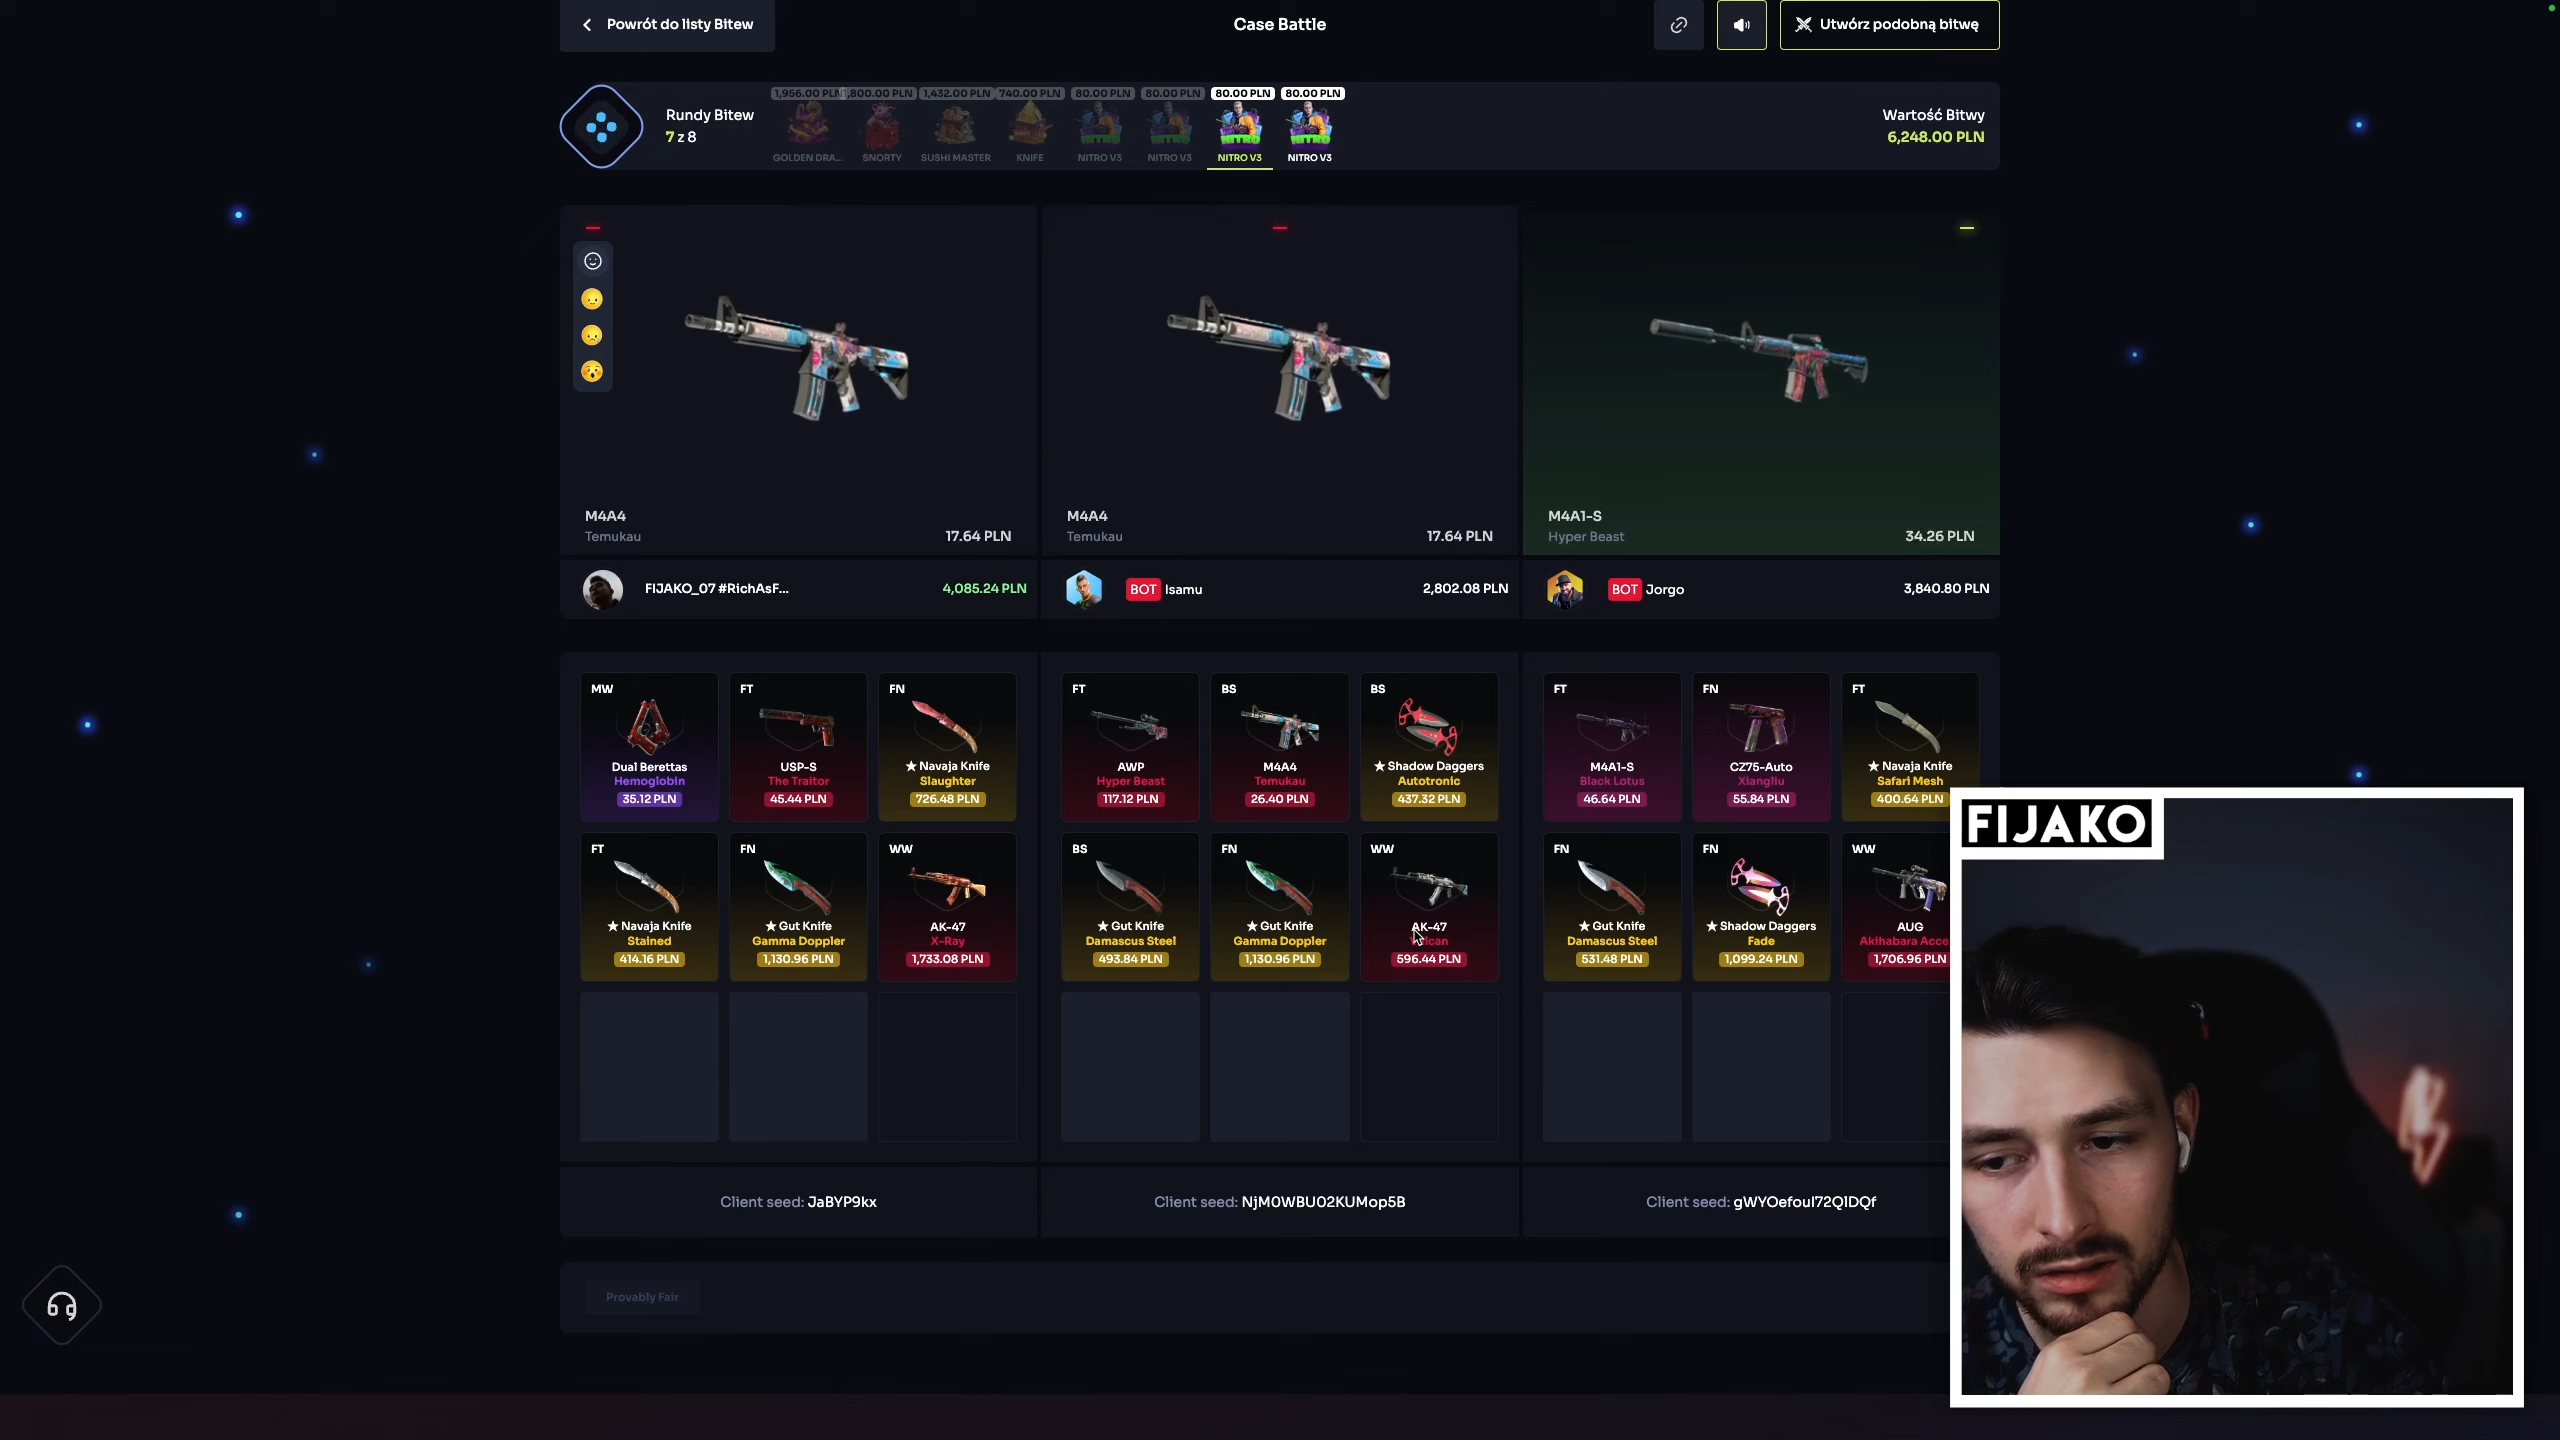 Powrót do listy Bitew
Case Battle
Utwórz podobną bitwę
Rundy Bitew
7 z 8
1,956.00 PLN
,800.00 PLN
1,432.00 PLN
740.00 PLN
80.00 PLN
80.00 PLN
80.00 PLN
80.00 PLN
GOLDEN DRA...
SNORTY
SUSHI MASTER
KNIFE
NITRO V3
NITRO V3
NITRO V3
NITRO V3
Wartość Bitwy
6,248.00 PLN
M4A4
Temukau
17.64 PLN
M4A4
Temukau
17.64 PLN
M4A1-S
Hyper Beast
34.26 PLN
FIJAKO_07 #RichAsF...
4,085.24 PLN
BOT Isamu
2,802.08 PLN
BOT Jorgo
3,840.80 PLN
MW
Dual Berettas
Hemoglobin
35.12 PLN
FT
USP-S
The Traitor
45.44 PLN
FN
★ Navaja Knife
Slaughter
726.48 PLN
FT
★ Navaja Knife
Stained
414.16 PLN
FN
★ Gut Knife
Gamma Doppler
1,130.96 PLN
WW
AK-47
X-Ray
1,733.08 PLN
FT
AWP
Hyper Beast
117.12 PLN
BS
M4A4
Temukau
26.40 PLN
BS
★ Shadow Daggers
Autotronic
437.32 PLN
BS
★ Gut Knife
Damascus Steel
493.84 PLN
FN
★ Gut Knife
Gamma Doppler
1,130.96 PLN
WW
AK-47
596.44 PLN
FT
M4A1-S
Black Lotus
46.64 PLN
FN
CZ75-Auto
Xiangliu
55.84 PLN
FT
★ Navaja Knife
Safari Mesh
400.64 PLN
FN
★ Gut Knife
Damascus Steel
531.48 PLN
FN
★ Shadow Daggers
Fade
1,099.24 PLN
WW
AUG
Akihabara Acce
1,706.96 PLN
Client seed: JaBYP9kx
Client seed: NjM0WBU02KUMop5B
Client seed: gWYOefoul72QlDQf
Provably Fair
FIJAKO